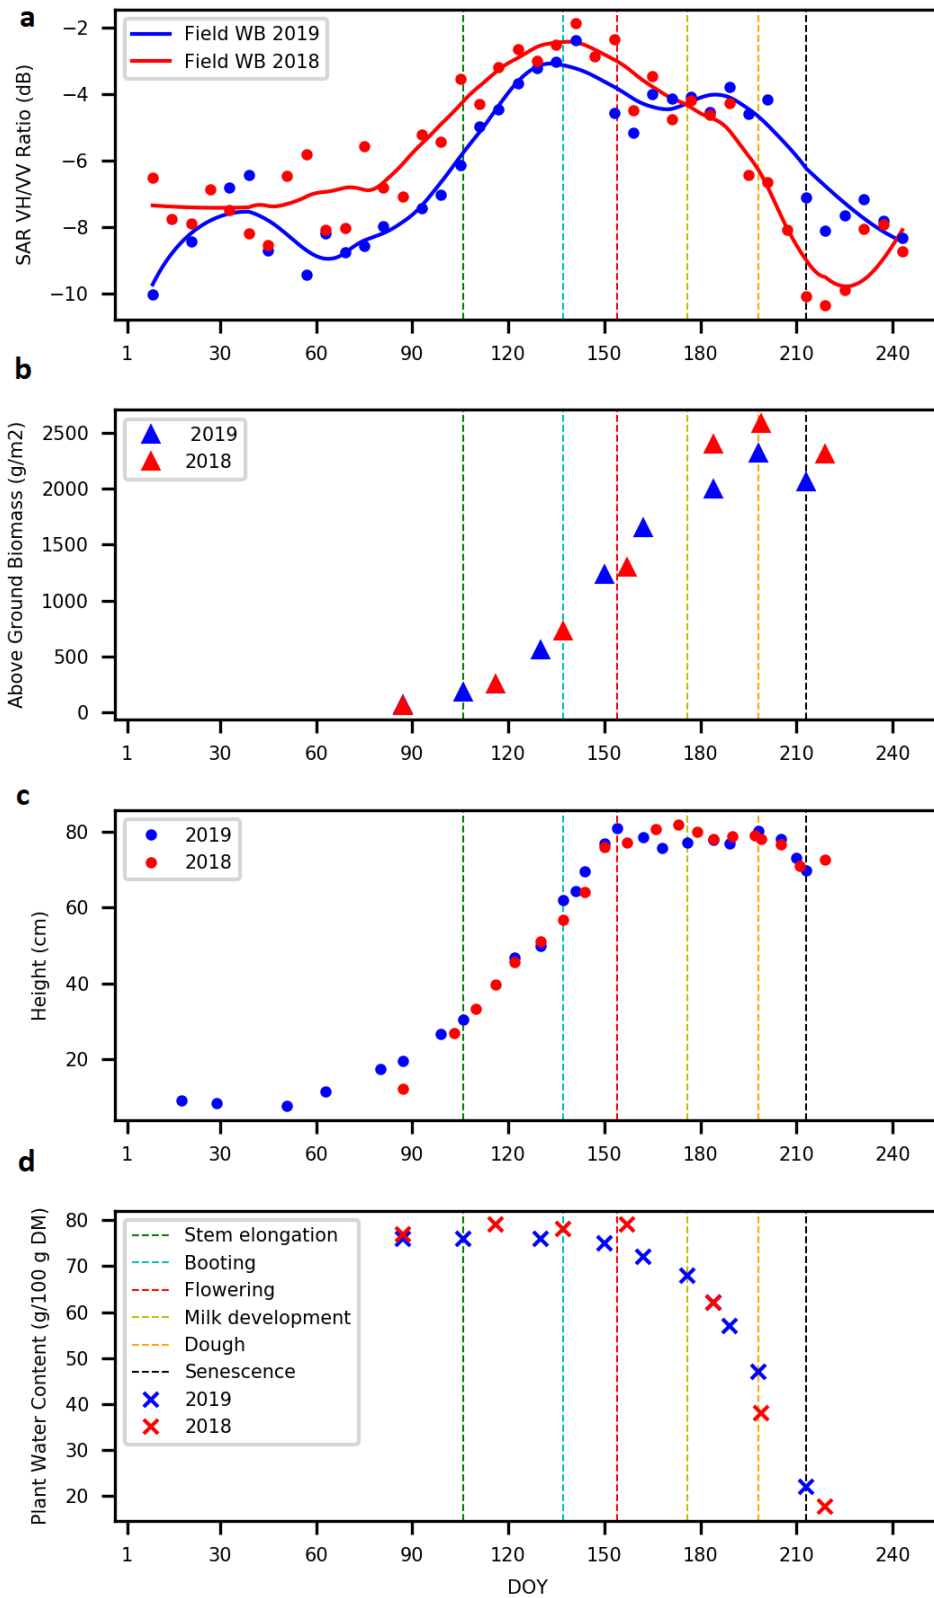 a
Field WB 2019
Field WB 2018
SAR VH/VV Ratio (dB)
−2
−4
−6
−8
−10
1 30 60 90 120 150 180 210 240
b
2019
2018
Above Ground Biomass (g/m2)
2500
2000
1500
1000
500
0
1 30 60 90 120 150 180 210 240
c
2019
2018
Height (cm)
80
60
40
20
1 30 60 90 120 150 180 210 240
d
Stem elongation
Booting
Flowering
Milk development
Dough
Senescence
2019
2018
Plant Water Content (g/100 g DM)
80
70
60
50
40
30
20
1 30 60 90 120 150 180 210 240
DOY